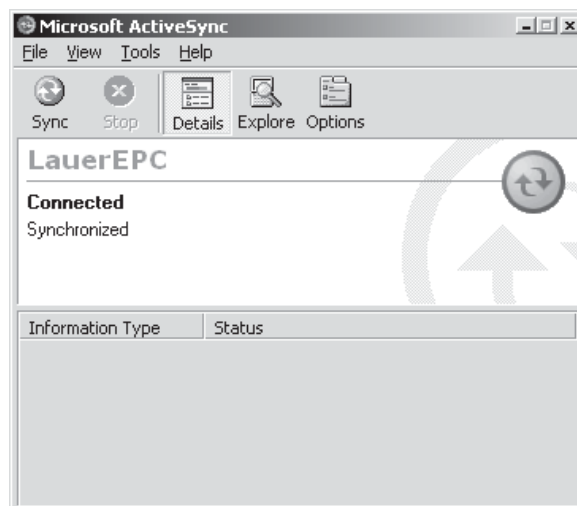 Microsoft ActiveSync
File View Tools Help
Sync Stop Details Explore Options
LauerEPC
Connected
Synchronized
Information Type Status